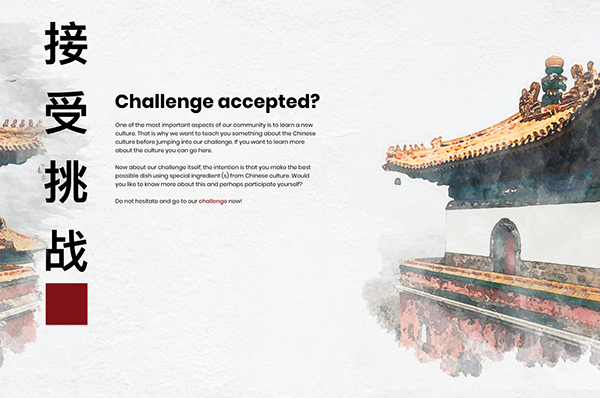 接受挑战
Challenge accepted?
One of the most important aspects of our community is to learn a new
culture. That is why we want to teach you something about the Chinese
culture before jumping into our challenge. If you want to learn more
about the culture you can go here.
Now about our challenge itself, the intention is that you make the best
possible dish using special ingredient (s) from Chinese culture. Would
you like to know more about this and perhaps participate yourself?
Do not hesitate and go to our challenge now!